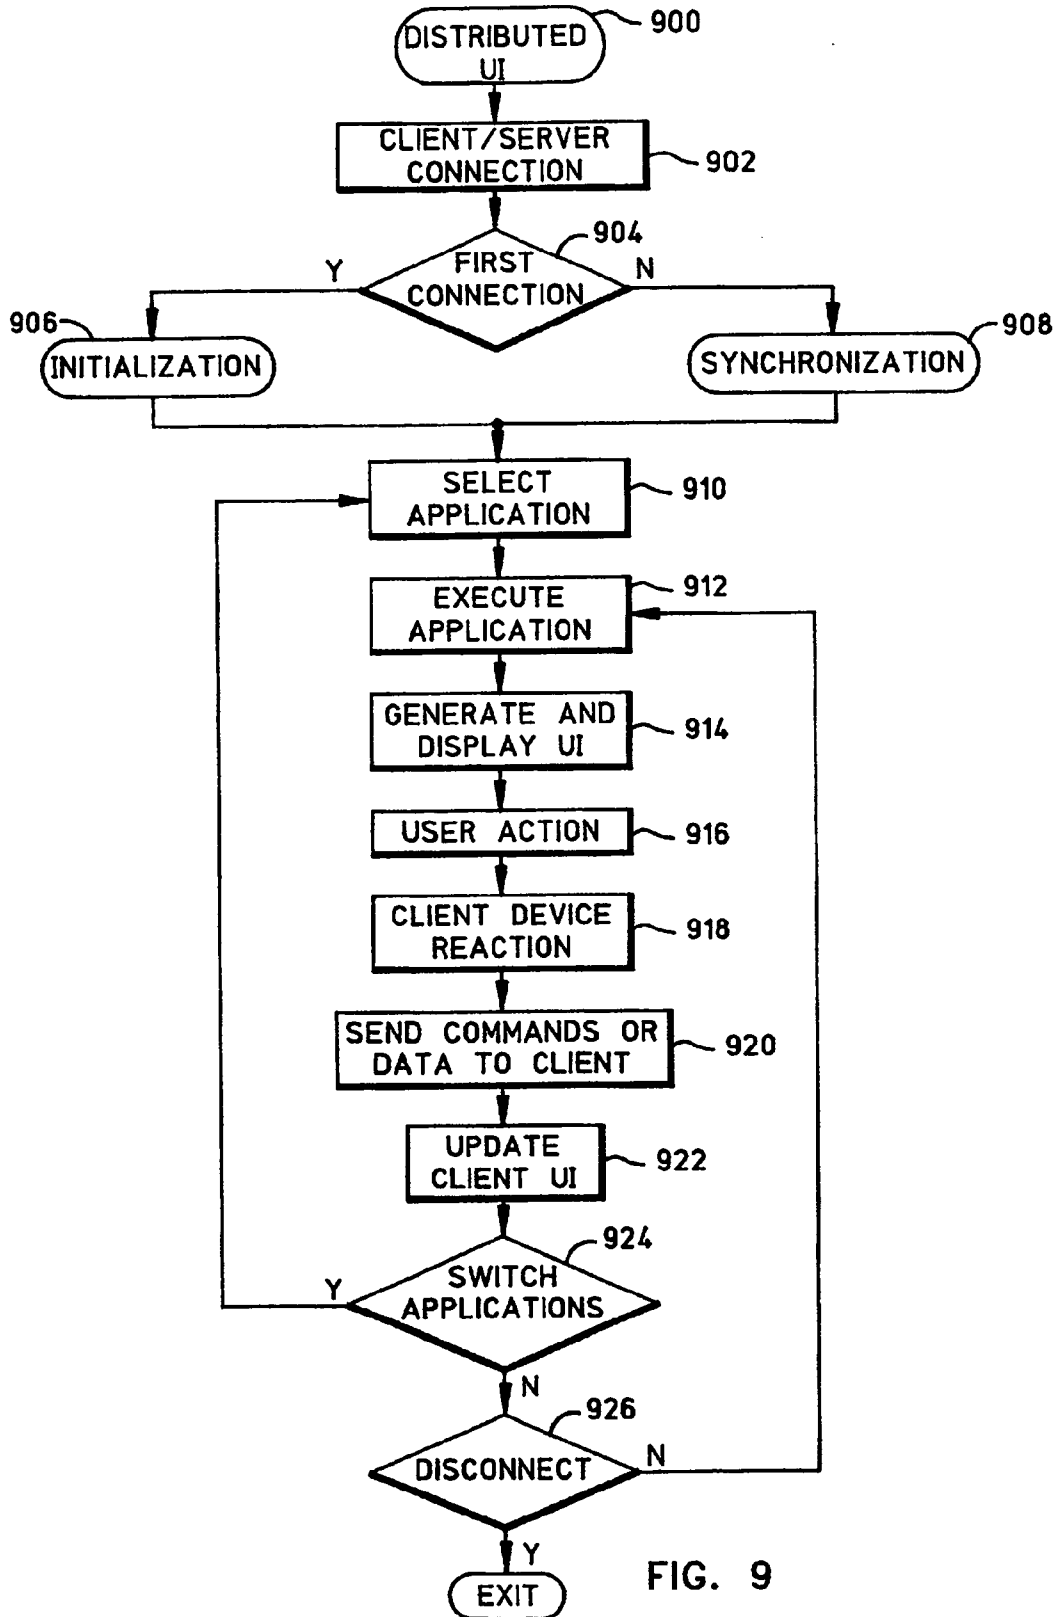 900
DISTRIBUTED
UI
CLIENT/SERVER
CONNECTION
902
904
FIRST
CONNECTION
Y
N
906
INITIALIZATION
908
SYNCHRONIZATION
SELECT
APPLICATION
910
912
EXECUTE
APPLICATION
GENERATE AND
DISPLAY UI
914
USER ACTION
916
CLIENT DEVICE
REACTION
918
SEND COMMANDS OR
DATA TO CLIENT
920
UPDATE
CLIENT UI
922
924
SWITCH
APPLICATIONS
Y
N
926
DISCONNECT
N
Y
EXIT
FIG. 9